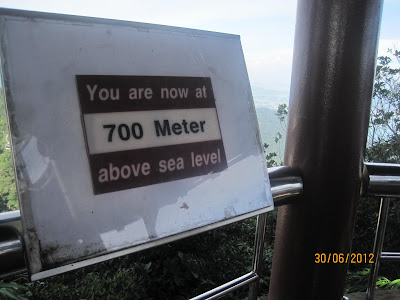 You are now at
700 Meter
above sea level
30/06/2012